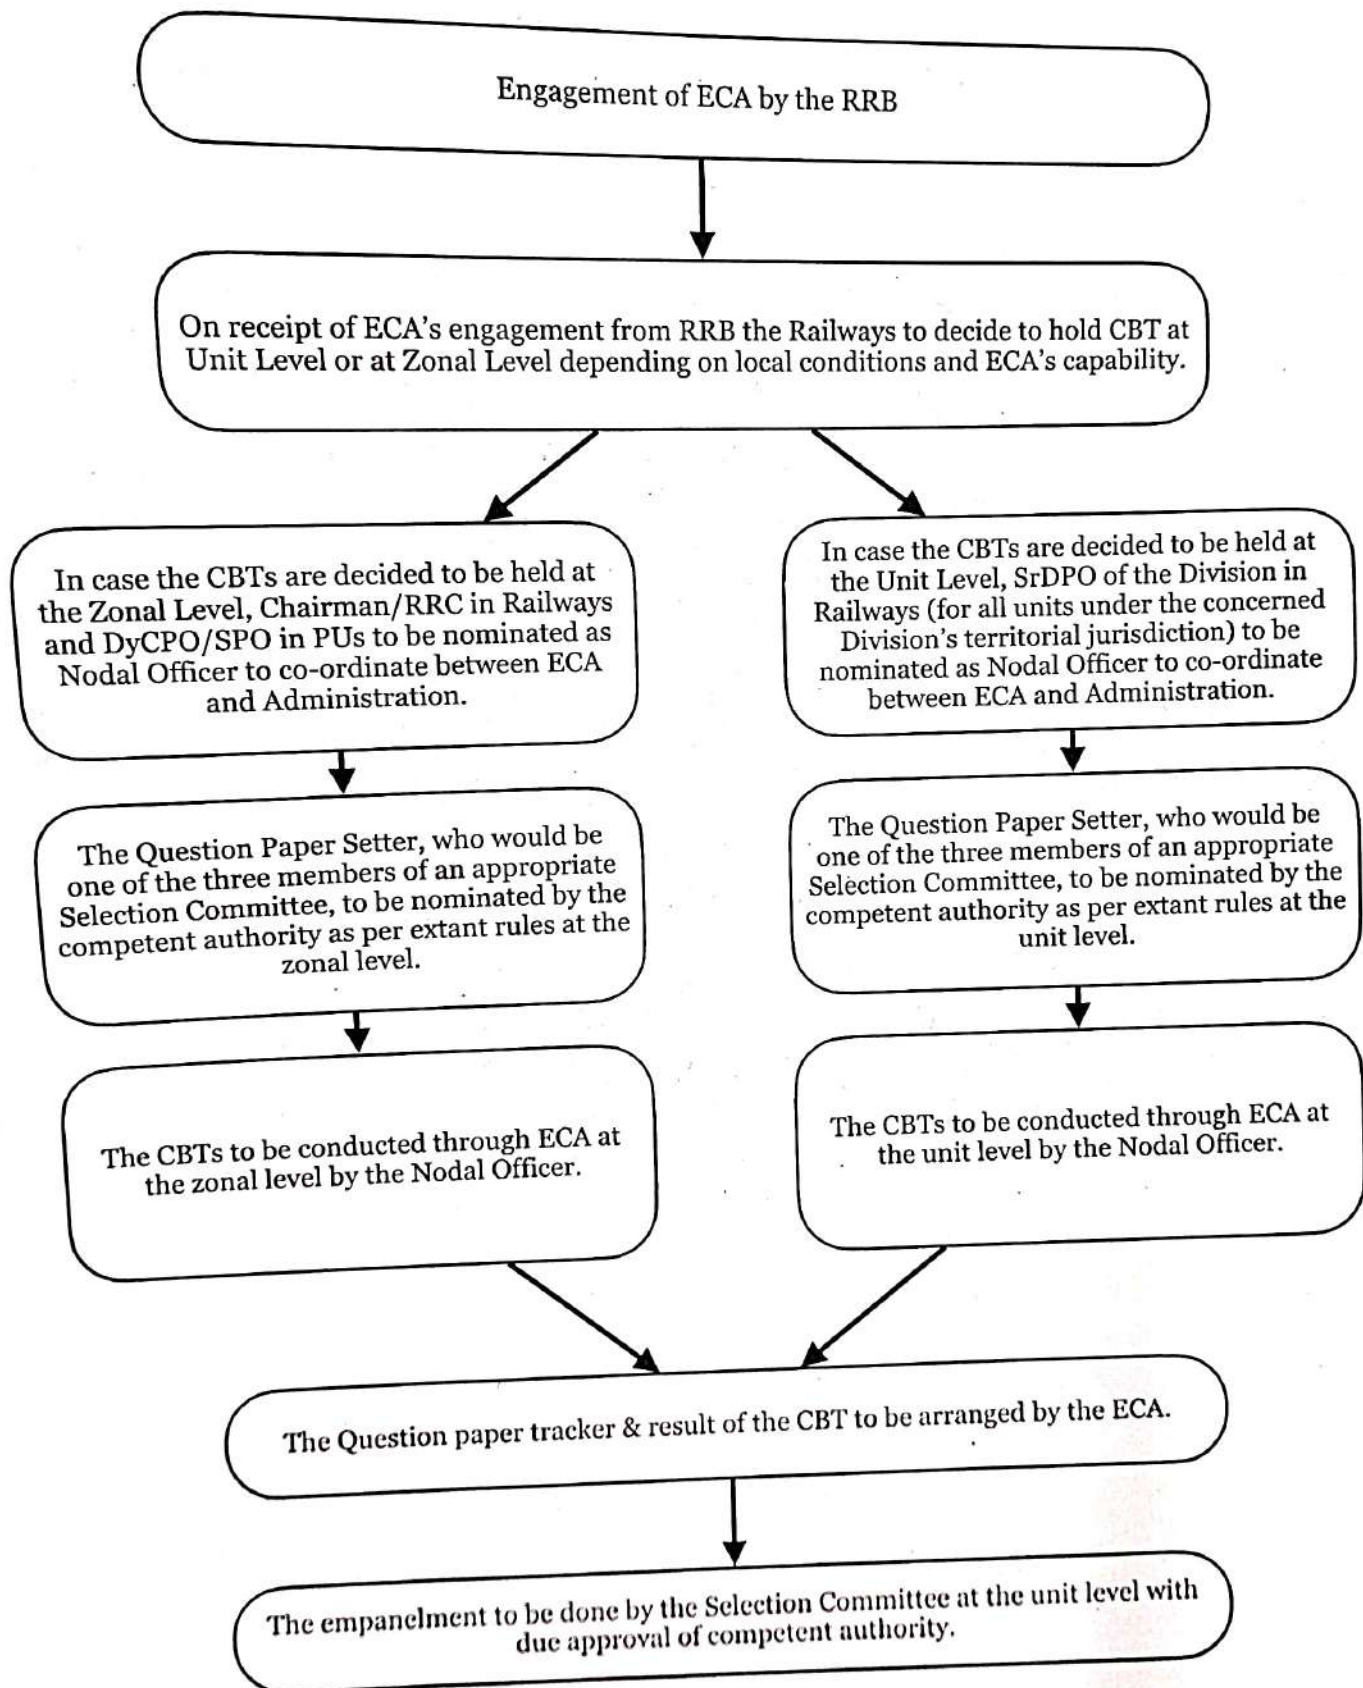 Engagement of ECA by the RRB
On receipt of ECA's engagement from RRB the Railways to decide to hold CBT at
Unit Level or at Zonal Level depending on local conditions and ECA's capability.
In case the CBTs are decided to be held at
the Zonal Level, Chairman/RRC in Railways
and DyCPO/SPO in PUs to be nominated as
Nodal Officer to co-ordinate between ECA
and Administration.
In case the CBTs are decided to be held at
the Unit Level, SrDPO of the Division in
Railways (for all units under the concerned
Division's territorial jurisdiction) to be
nominated as Nodal Officer to co-ordinate
between ECA and Administration.
The Question Paper Setter, who would be
one of the three members of an appropriate
Selection Committee, to be nominated by the
competent authority as per extant rules at the
zonal level.
The Question Paper Setter, who would be
one of the three members of an appropriate
Selection Committee, to be nominated by the
competent authority as per extant rules at the
unit level.
The CBTs to be conducted through ECA at
the zonal level by the Nodal Officer.
The CBTs to be conducted through ECA at
the unit level by the Nodal Officer.
The Question paper tracker & result of the CBT to be arranged by the ECA.
The empanelment to be done by the Selection Committee at the unit level with
due approval of competent authority.